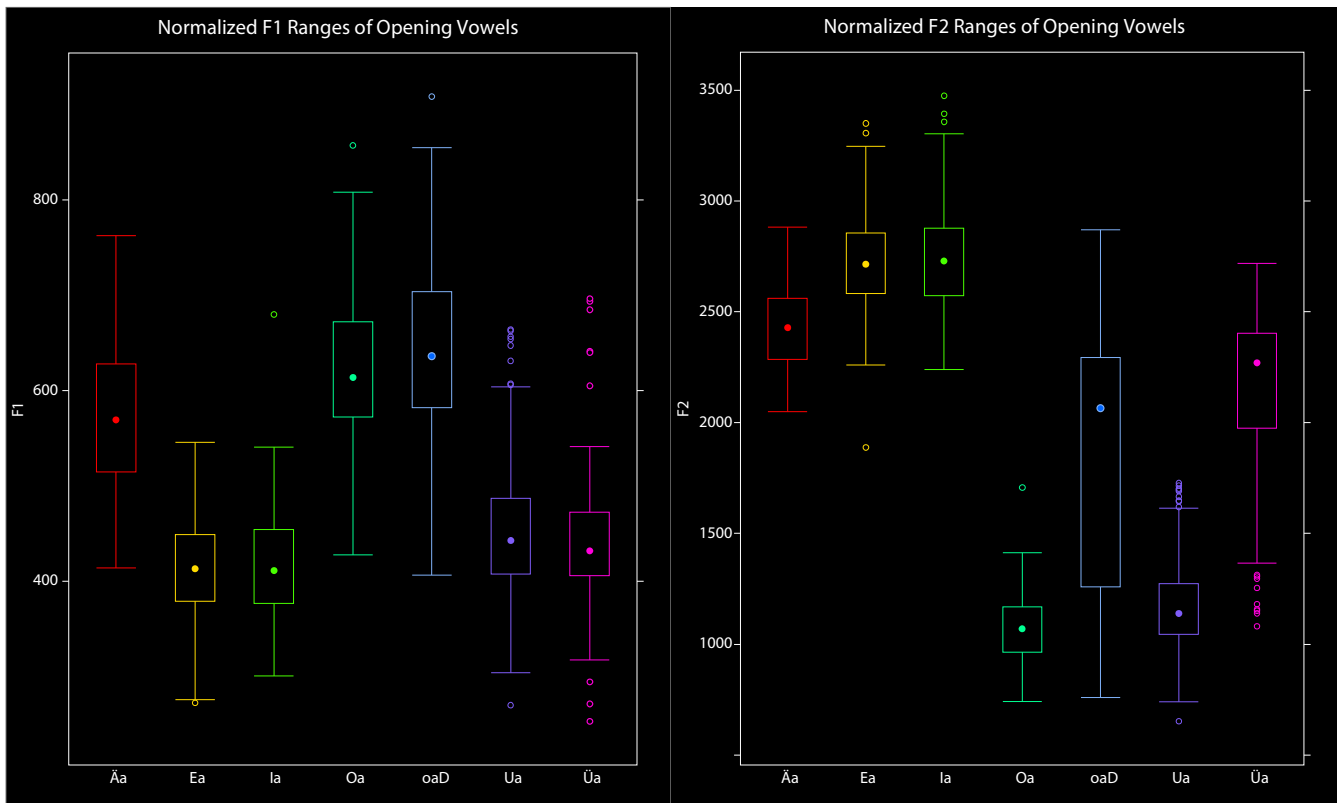 Normalized F1 Ranges of Opening Vowels
800
600
400
F1
Äa Ea Ia Oa oaD Ua Üa
Normalized F2 Ranges of Opening Vowels
3500
3000
2500
2000
1500
1000
F2
Äa Ea Ia Oa oaD Ua Üa